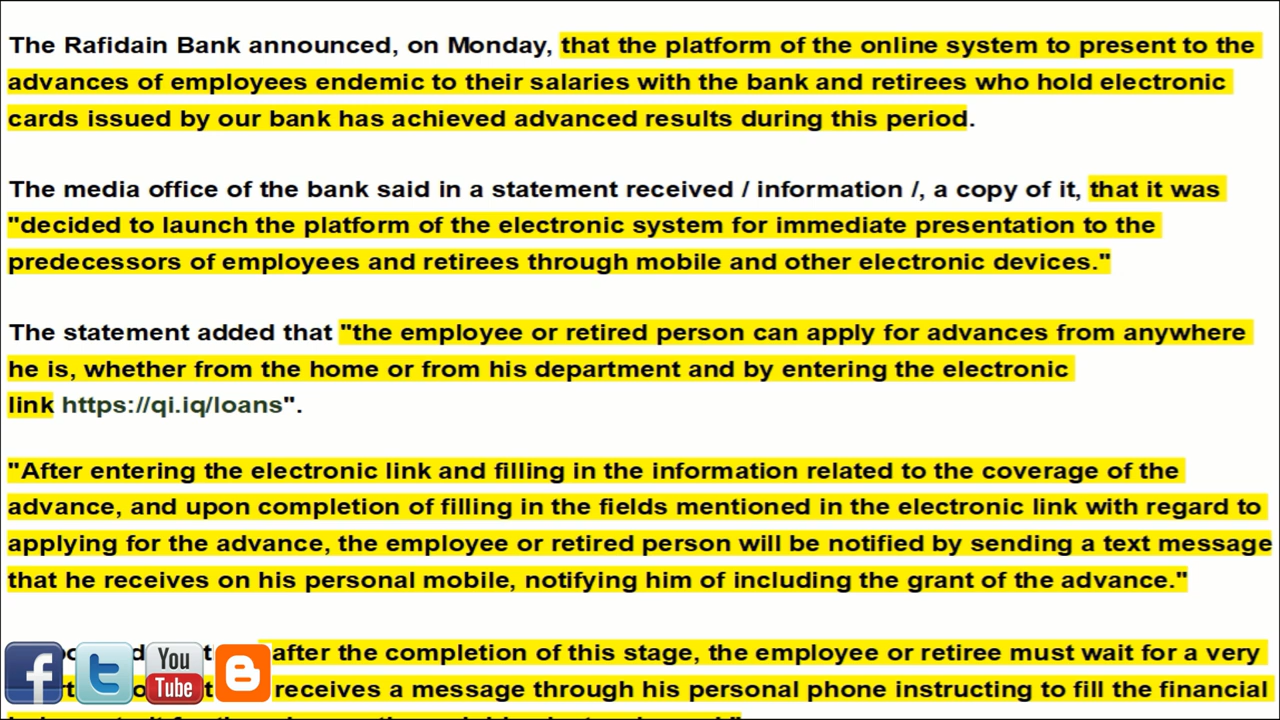 The Rafidain Bank announced, on Monday, that the platform of the online system to present to the
advances of employees endemic to their salaries with the bank and retirees who hold electronic
cards issued by our bank has achieved advanced results during this period.
The media office of the bank said in a statement received / information /, a copy of it, that it was
"decided to launch the platform of the electronic system for immediate presentation to the
predecessors of employees and retirees through mobile and other electronic devices."
The statement added that "the employee or retired person can apply for advances from anywhere
he is, whether from the home or from his department and by entering the electronic
link https://qi.iq/loans".
"After entering the electronic link and filling in the information related to the coverage of the
advance, and upon completion of filling in the fields mentioned in the electronic link with regard to
applying for the advance, the employee or retired person will be notified by sending a text message
that he receives on his personal mobile, notifying him of including the grant of the advance."
after the completion of this stage, the employee or retiree must wait for a very
receives a message through his personal phone instructing to fill the financial
You
Tube